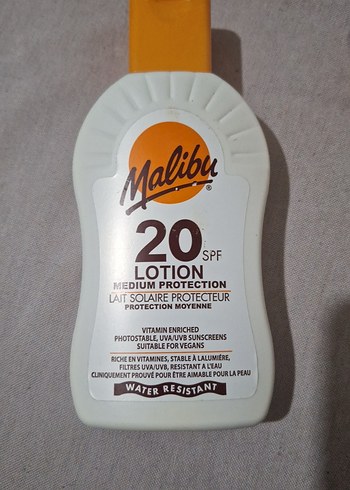 Malibu®
20 SPF
LOTION
MEDIUM PROTECTION
LAIT SOLAIRE PROTECTEUR
PROTECTION MOYENNE
VITAMIN ENRICHED
PHOTOSTABLE, UVA/UVB SUNSCREENS
SUITABLE FOR VEGANS
RICHE EN VITAMINES, STABLE À LALUMIÈRE,
FILTRES UVA/UVB, RESISTANT A L'EAU
CLINIQUEMENT PROUVÉ POUR ÊTRE AIMABLE POUR LA PEAU
WATER RESISTANT